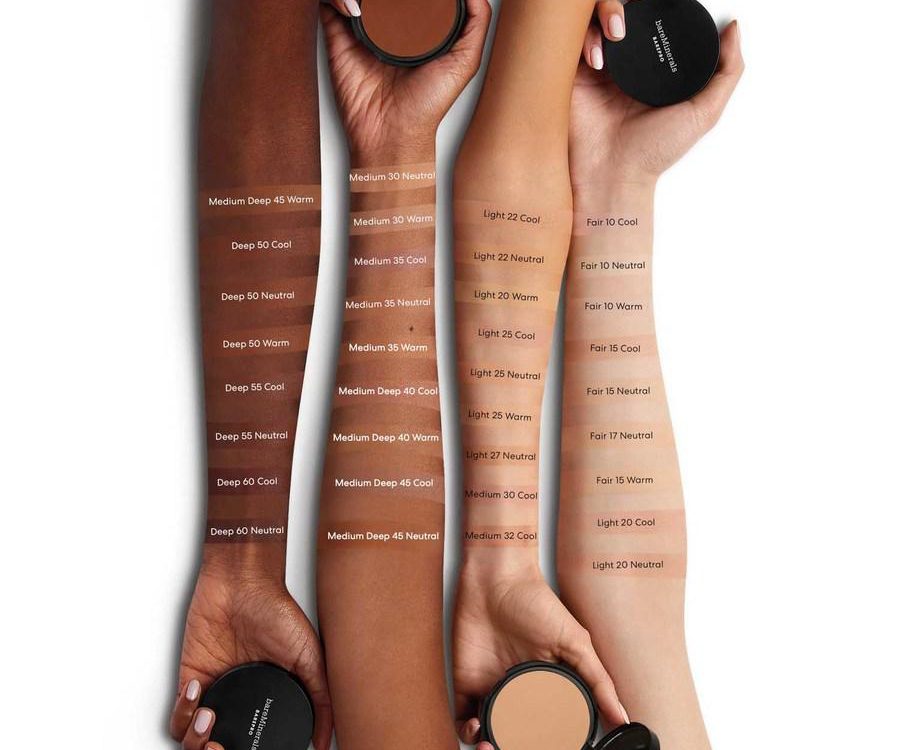 Medium Deep 45 Warm
Deep 50 Cool
Deep 50 Neutral
Deep 50 Warm
Deep 55 Cool
Deep 55 Neutral
Deep 60 Cool
Deep 60 Neutral
bareMinerals
BAREPRO
Medium 30 Neutral
Medium 30 Warm
Medium 35 Cool
Medium 35 Neutral
Medium 35 Warm
Medium Deep 40 Cool
Medium Deep 40 Warm
Medium Deep 45 Cool
Medium Deep 45 Neutral
Light 22 Cool
Light 22 Neutral
Light 20 Warm
Light 25 Cool
Light 25 Neutral
Light 25 Warm
Light 27 Neutral
Medium 30 Cool
Medium 32 Cool
bareMinerals
BAREPRO
Fair 10 Cool
Fair 10 Neutral
Fair 10 Warm
Fair 15 Cool
Fair 15 Neutral
Fair 17 Neutral
Fair 15 Warm
Light 20 Cool
Light 20 Neutral